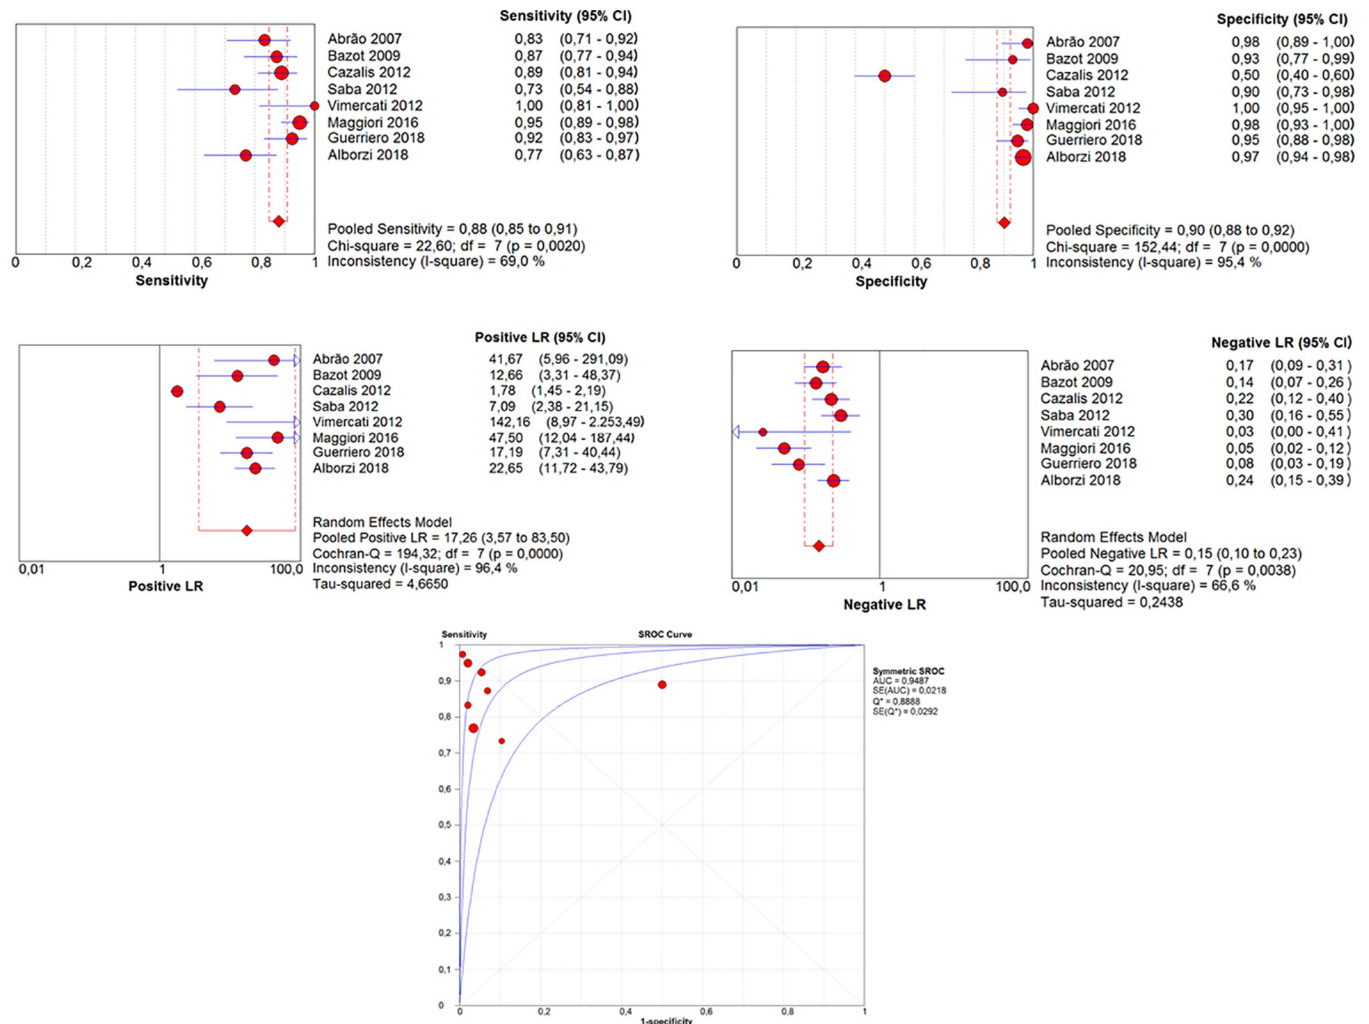 Sensitivity (95% CI)
Abrão 2007 0,83 (0,71 - 0,92)
Bazot 2009 0,87 (0,77 - 0,94)
Cazalis 2012 0,89 (0,81 - 0,94)
Saba 2012 0,73 (0,54 - 0,88)
Vimercati 2012 1,00 (0,81 - 1,00)
Maggiori 2016 0,95 (0,89 - 0,98)
Guerriero 2018 0,92 (0,83 - 0,97)
Alborzi 2018 0,77 (0,63 - 0,87)
Pooled Sensitivity = 0,88 (0,85 to 0,91)
Chi-square = 22,60; df = 7 (p = 0,0020)
Inconsistency (I-square) = 69,0 %
0 0,2 0,4 0,6 0,8 1
Sensitivity
Specificity (95% CI)
Abrão 2007 0,98 (0,89 - 1,00)
Bazot 2009 0,93 (0,77 - 0,99)
Cazalis 2012 0,50 (0,40 - 0,60)
Saba 2012 0,90 (0,73 - 0,98)
Vimercati 2012 1,00 (0,95 - 1,00)
Maggiori 2016 0,98 (0,93 - 1,00)
Guerriero 2018 0,95 (0,88 - 0,98)
Alborzi 2018 0,97 (0,94 - 0,98)
Pooled Specificity = 0,90 (0,88 to 0,92)
Chi-square = 152,44; df = 7 (p = 0,0000)
Inconsistency (I-square) = 95,4 %
0 0,2 0,4 0,6 0,8 1
Specificity
Positive LR (95% CI)
Abrão 2007 41,67 (5,96 - 291,09)
Bazot 2009 12,66 (3,31 - 48,37)
Cazalis 2012 1,78 (1,45 - 2,19)
Saba 2012 7,09 (2,38 - 21,15)
Vimercati 2012 142,16 (8,97 - 2.253,49)
Maggiori 2016 47,50 (12,04 - 187,44)
Guerriero 2018 17,19 (7,31 - 40,44)
Alborzi 2018 22,65 (11,72 - 43,79)
Random Effects Model
Pooled Positive LR = 17,26 (3,57 to 83,50)
Cochran-Q = 194,32; df = 7 (p = 0,0000)
Inconsistency (I-square) = 96,4 %
Tau-squared = 4,6650
0,01 1 100,0
Positive LR
Negative LR (95% CI)
Abrão 2007 0,17 (0,09 - 0,31 )
Bazot 2009 0,14 (0,07 - 0,26 )
Cazalis 2012 0,22 (0,12 - 0,40 )
Saba 2012 0,30 (0,16 - 0,55 )
Vimercati 2012 0,03 (0,00 - 0,41 )
Maggiori 2016 0,05 (0,02 - 0,12 )
Guerriero 2018 0,08 (0,03 - 0,19 )
Alborzi 2018 0,24 (0,15 - 0,39 )
Random Effects Model
Pooled Negative LR = 0,15 (0,10 to 0,23)
Cochran-Q = 20,95; df = 7 (p = 0,0038)
Inconsistency (I-square) = 66,6 %
Tau-squared = 0,2438
0,01 1 100,0
Negative LR
Sensitivity SROC Curve
1
0,9
0,8
0,7
0,6
0,5
0,4
0,3
0,2
0,1
0
0 0,2 0,4 0,6 0,8 1
1-specificity
Symmetric SROC
AUC = 0,9487
SE(AUC) = 0,0218
Q* = 0,8888
SE(Q*) = 0,0292